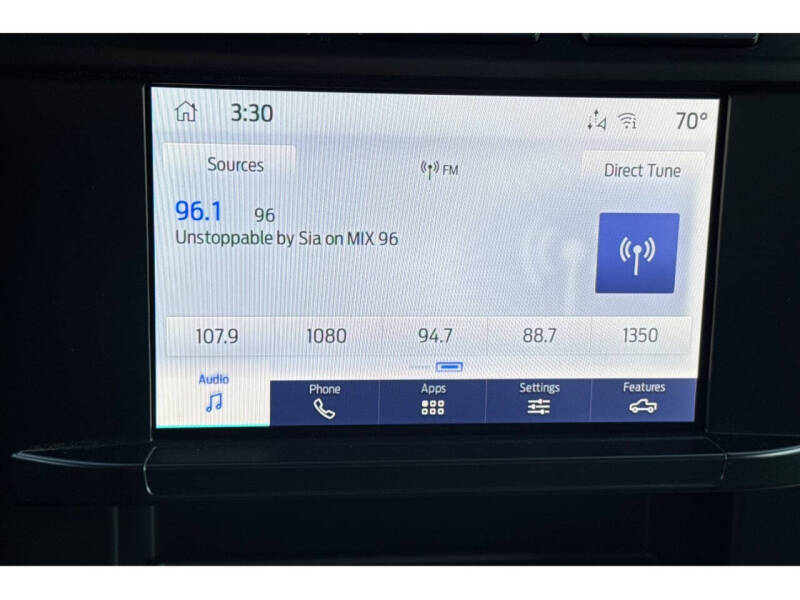 3:30
70°
Sources
FM
Direct Tune
96.1 96
Unstoppable by Sia on MIX 96
107.9 1080 94.7 88.7 1350
Audio Phone Apps Settings Features